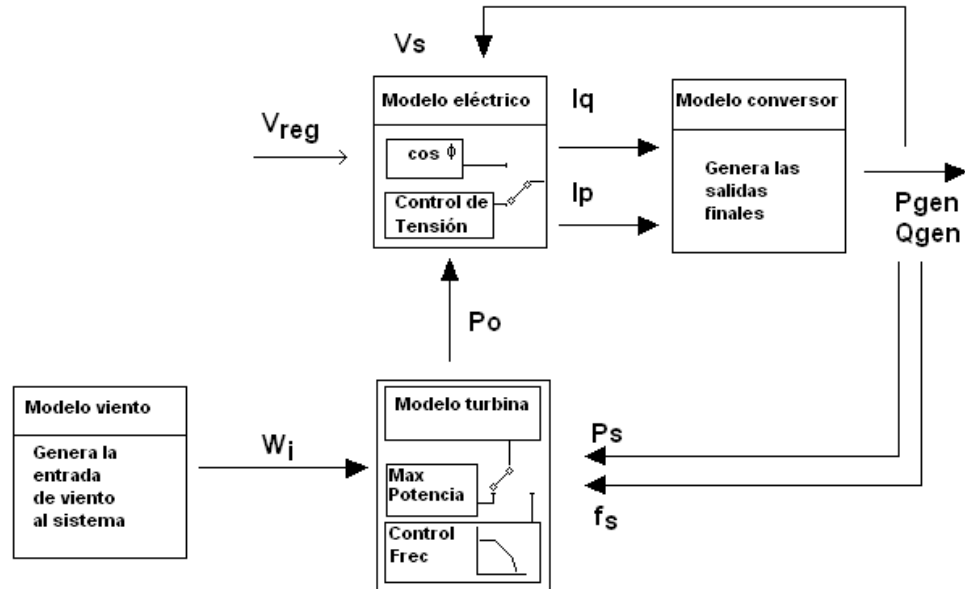 Vs
Modelo eléctrico
Modelo conversor
Iq
V reg
cos ϕ
Control de
Tensión
Ip
Genera las
salidas
finales
Pgen
Qgen
Po
Modelo viento
Genera la
entrada
de viento
al sistema
Wi
Modelo turbina
Max
Potencia
Control
Frec
Ps
fs